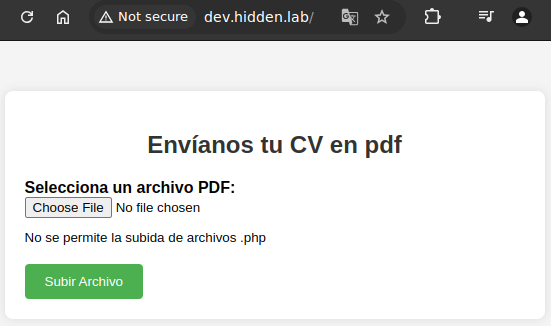 Not secure dev.hidden.lab/
Envíanos tu CV en pdf
Selecciona un archivo PDF:
Choose File No file chosen
No se permite la subida de archivos .php
Subir Archivo